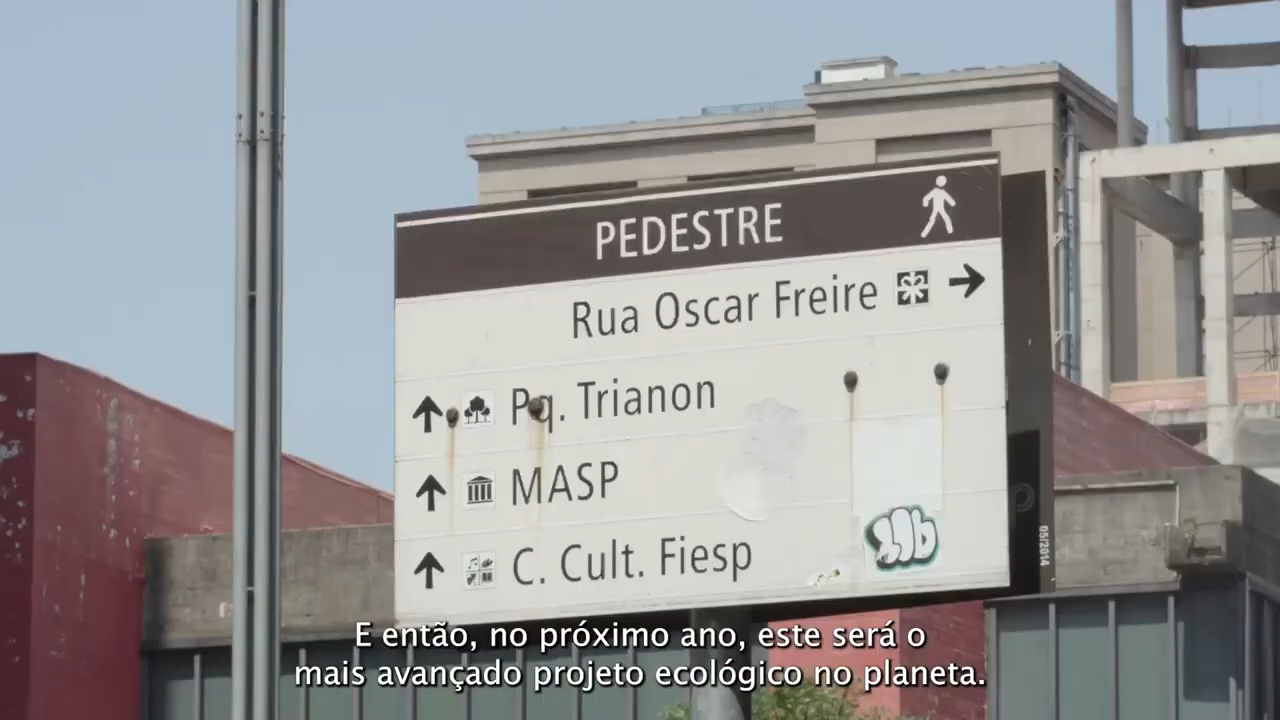 PEDESTRE
Rua Oscar Freire
Pq. Trianon
MASP
C. Cult. Fiesp
05/2014
E então, no próximo ano, este será o
mais avançado projeto ecológico no planeta.